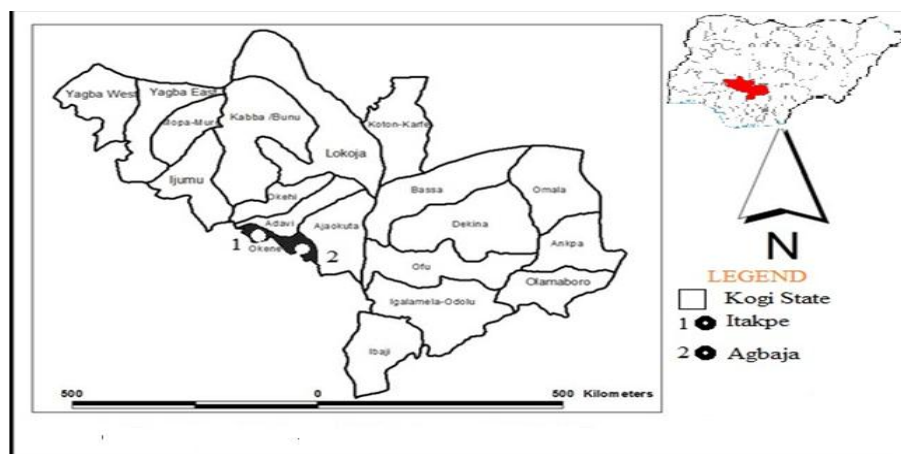 Yagba West
Yagba East
Mopa-Muro
Kabba /Bunu
Koton-Karfe
Lokoja
Ijumu
Okehi
Bassa
Omala
Adavi
Ajaokuta
Dekina
1
Okene
2
Ankpa
Ofu
Olamaboro
Igalamela-Odolu
Ibaji
500 0 500 Kilometers
N
LEGEND
Kogi State
1 Itakpe
2 Agbaja